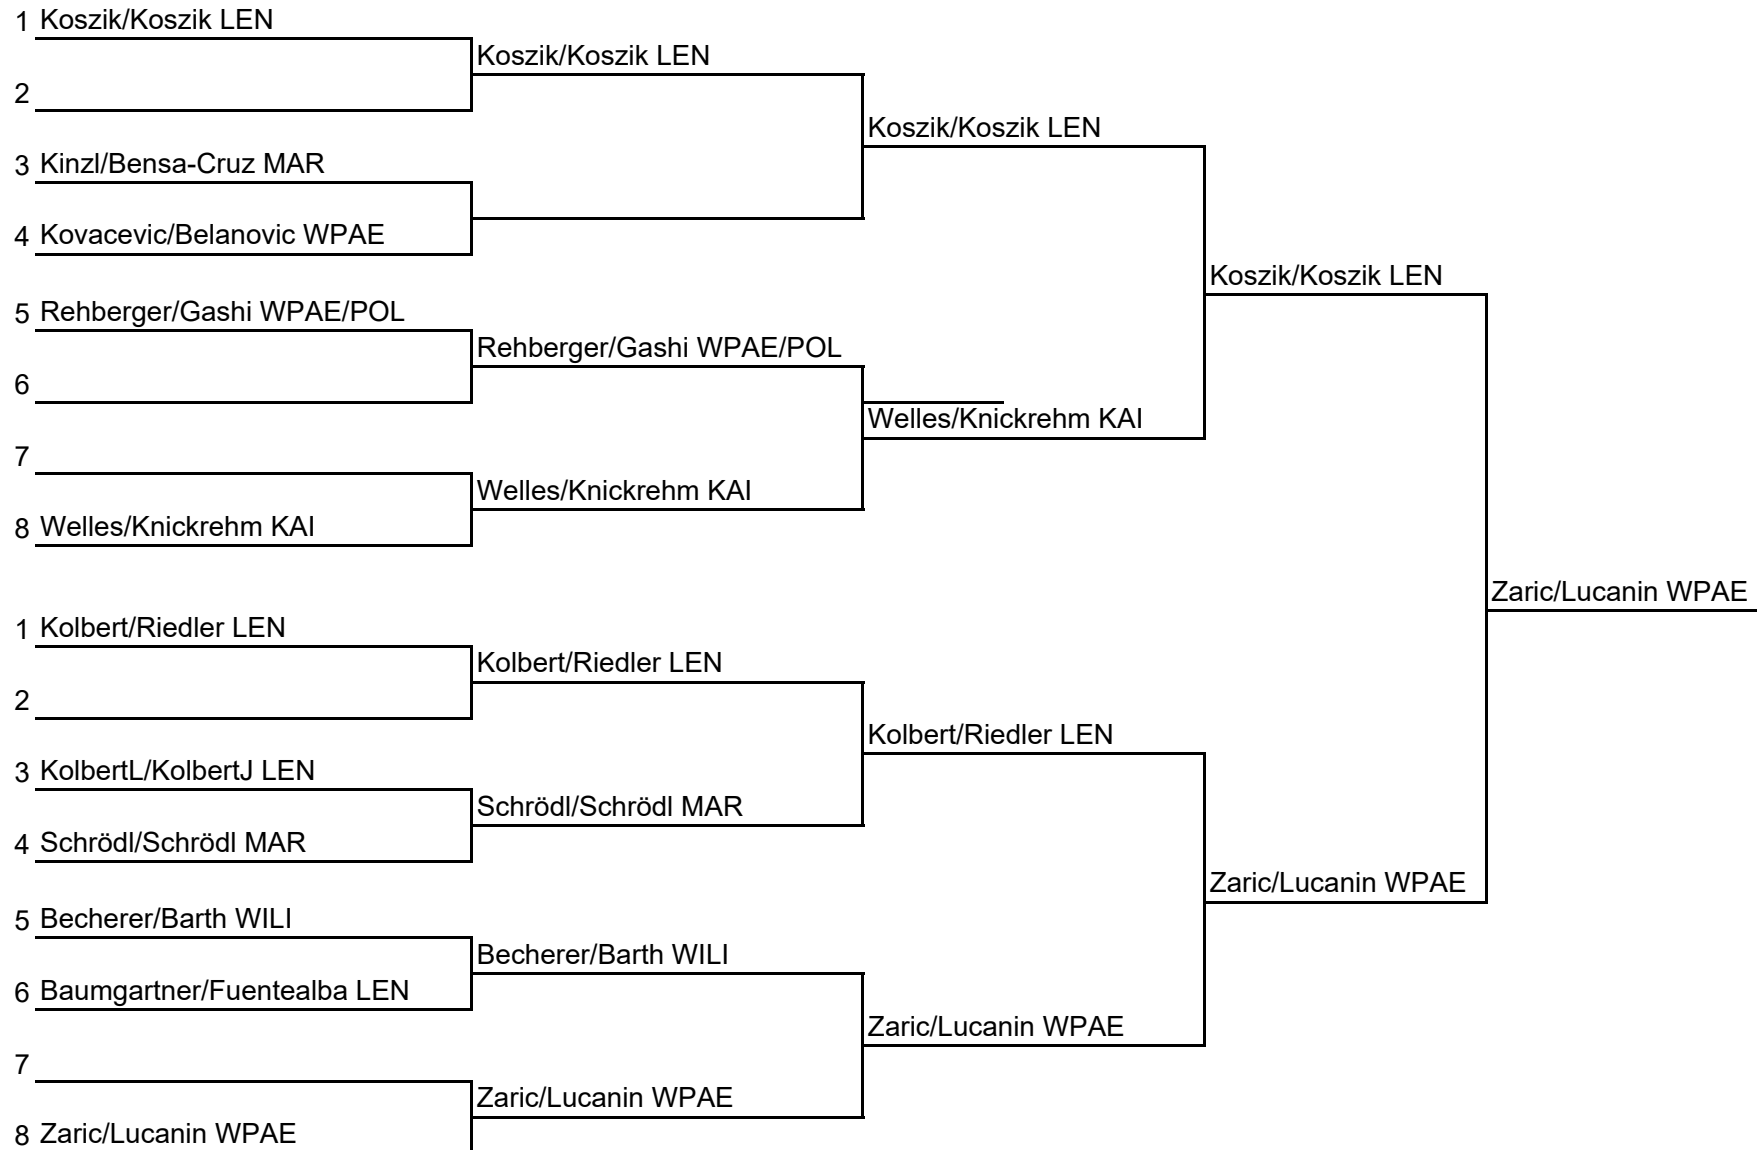 1 Koszik/Koszik LEN
Koszik/Koszik LEN
2
Koszik/Koszik LEN
3 Kinzl/Bensa-Cruz MAR
4 Kovacevic/Belanovic WPAE
Koszik/Koszik LEN
5 Rehberger/Gashi WPAE/POL
Rehberger/Gashi WPAE/POL
6
Welles/Knickrehm KAI
7
Welles/Knickrehm KAI
8 Welles/Knickrehm KAI
Zaric/Lucanin WPAE
1 Kolbert/Riedler LEN
Kolbert/Riedler LEN
2
Kolbert/Riedler LEN
3 KolbertL/KolbertJ LEN
Schrödl/Schrödl MAR
4 Schrödl/Schrödl MAR
Zaric/Lucanin WPAE
5 Becherer/Barth WILI
Becherer/Barth WILI
6 Baumgartner/Fuentealba LEN
Zaric/Lucanin WPAE
7
Zaric/Lucanin WPAE
8 Zaric/Lucanin WPAE